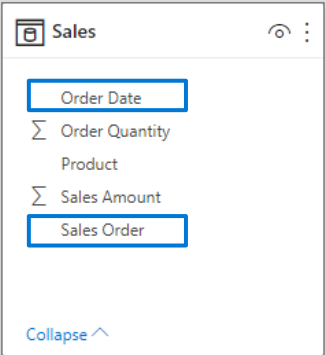 Sales
Order Date
Σ Order Quantity
Product
Σ Sales Amount
Sales Order
Collapse